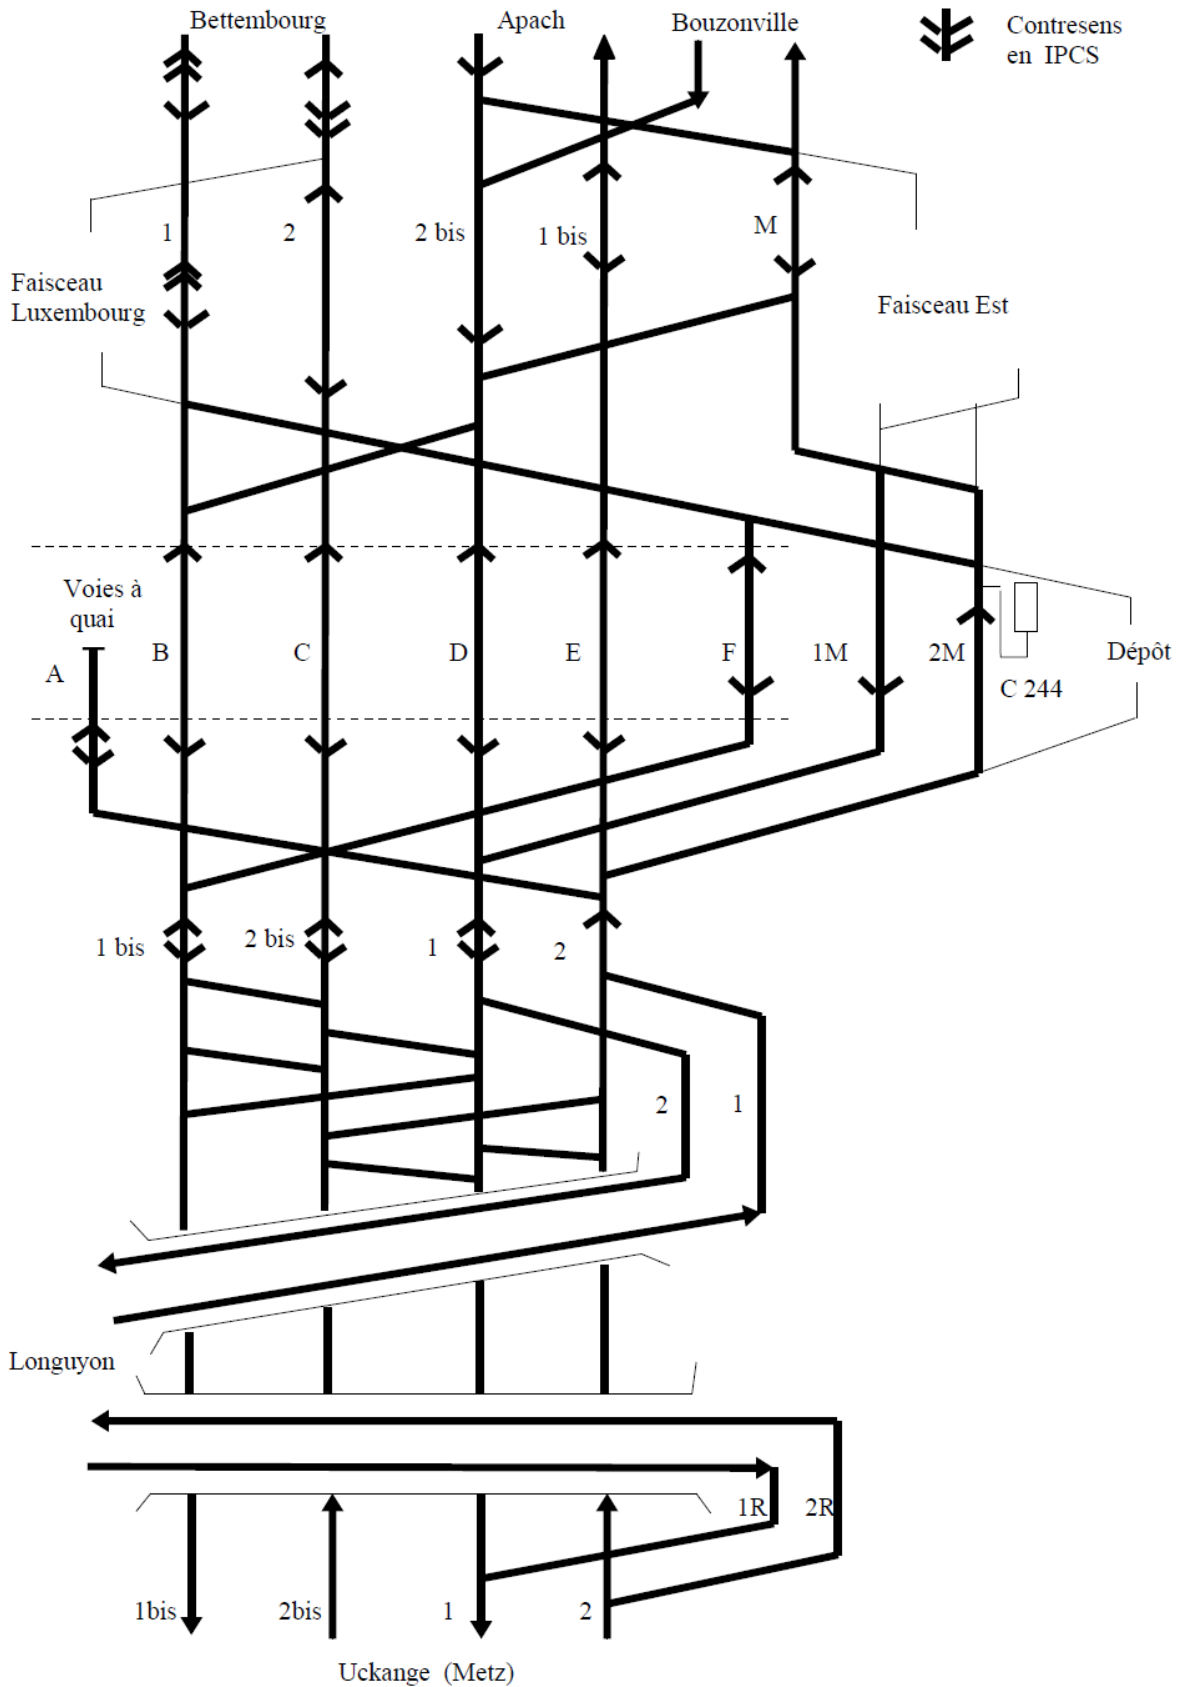 Bettembourg
Apach
Bouzonville
Contresens
en IPCS
1
2
2 bis
1 bis
M
Faisceau
Luxembourg
Faisceau Est
Voies à
quai
A
B
C
D
E
F
1M
2M
Dépôt
C 244
1 bis
2 bis
1
2
2
1
Longuyon
1R
2R
1bis
2bis
1
2
Uckange (Metz)